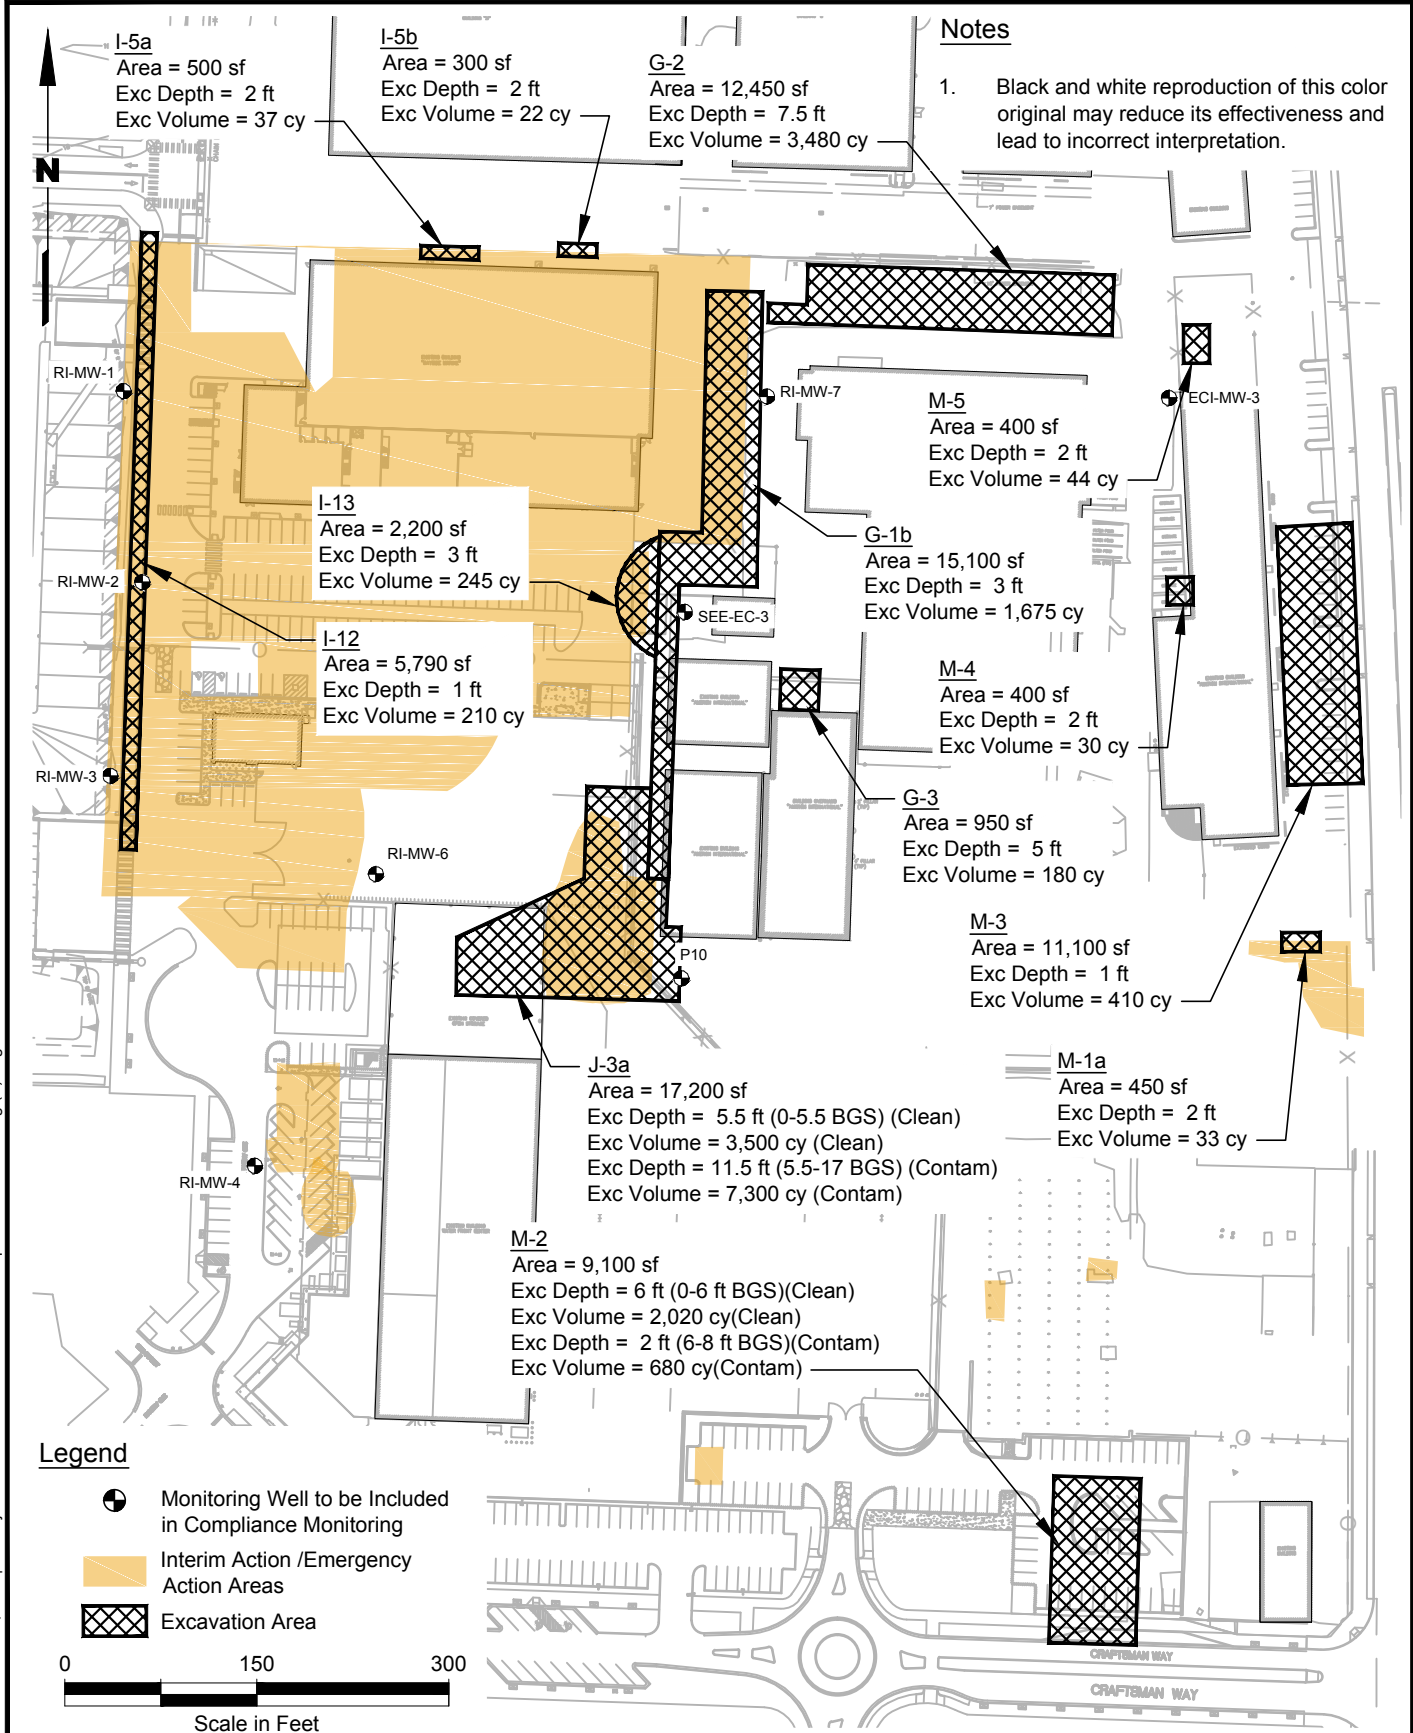 Notes
1. Black and white reproduction of this color
original may reduce its effectiveness and
lead to incorrect interpretation.
I-5a
Area = 500 sf
Exc Depth = 2 ft
Exc Volume = 37 cy
I-5b
Area = 300 sf
Exc Depth = 2 ft
Exc Volume = 22 cy
G-2
Area = 12,450 sf
Exc Depth = 7.5 ft
Exc Volume = 3,480 cy
N
RI-MW-1
RI-MW-7
ECI-MW-3
M-5
Area = 400 sf
Exc Depth = 2 ft
Exc Volume = 44 cy
I-13
Area = 2,200 sf
Exc Depth = 3 ft
Exc Volume = 245 cy
G-1b
Area = 15,100 sf
Exc Depth = 3 ft
Exc Volume = 1,675 cy
RI-MW-2
SEE-EC-3
I-12
Area = 5,790 sf
Exc Depth = 1 ft
Exc Volume = 210 cy
M-4
Area = 400 sf
Exc Depth = 2 ft
Exc Volume = 30 cy
RI-MW-3
G-3
Area = 950 sf
Exc Depth = 5 ft
Exc Volume = 180 cy
RI-MW-6
M-3
Area = 11,100 sf
Exc Depth = 1 ft
Exc Volume = 410 cy
P10
J-3a
Area = 17,200 sf
Exc Depth = 5.5 ft (0-5.5 BGS) (Clean)
Exc Volume = 3,500 cy (Clean)
Exc Depth = 11.5 ft (5.5-17 BGS) (Contam)
Exc Volume = 7,300 cy (Contam)
M-1a
Area = 450 sf
Exc Depth = 2 ft
Exc Volume = 33 cy
RI-MW-4
M-2
Area = 9,100 sf
Exc Depth = 6 ft (0-6 ft BGS)(Clean)
Exc Volume = 2,020 cy(Clean)
Exc Depth = 2 ft (6-8 ft BGS)(Contam)
Exc Volume = 680 cy(Contam)
Legend
Monitoring Well to be Included
in Compliance Monitoring
Interim Action /Emergency
Action Areas
Excavation Area
0 150 300
Scale in Feet
CRAFTSMAN WAY
CRAFTSMAN WAY